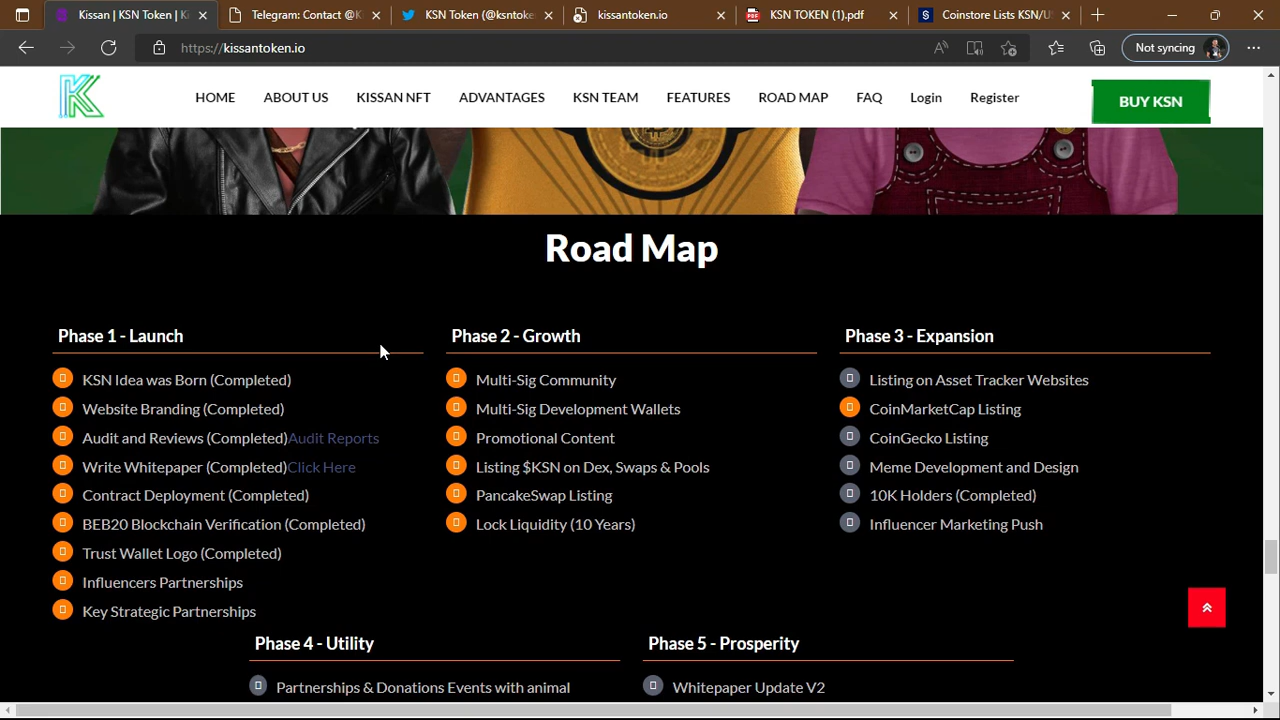 Kissan | KSN Token | K
Telegram: Contact @K
KSN Token (@ksntoke
kissantoken.io
KSN TOKEN (1).pdf
Coinstore Lists KSN/U
https://kissantoken.io
Not syncing
HOME
ABOUT US
KISSAN NFT
ADVANTAGES
KSN TEAM
FEATURES
ROAD MAP
FAQ
Login
Register
BUY KSN
Road Map
Phase 1 - Launch
KSN Idea was Born (Completed)
Website Branding (Completed)
Audit and Reviews (Completed)Audit Reports
Write Whitepaper (Completed)Click Here
Contract Deployment (Completed)
BEB20 Blockchain Verification (Completed)
Trust Wallet Logo (Completed)
Influencers Partnerships
Key Strategic Partnerships
Phase 2 - Growth
Multi-Sig Community
Multi-Sig Development Wallets
Promotional Content
Listing $KSN on Dex, Swaps & Pools
PancakeSwap Listing
Lock Liquidity (10 Years)
Phase 3 - Expansion
Listing on Asset Tracker Websites
CoinMarketCap Listing
CoinGecko Listing
Meme Development and Design
10K Holders (Completed)
Influencer Marketing Push
Phase 4 - Utility
Partnerships & Donations Events with animal
Phase 5 - Prosperity
Whitepaper Update V2